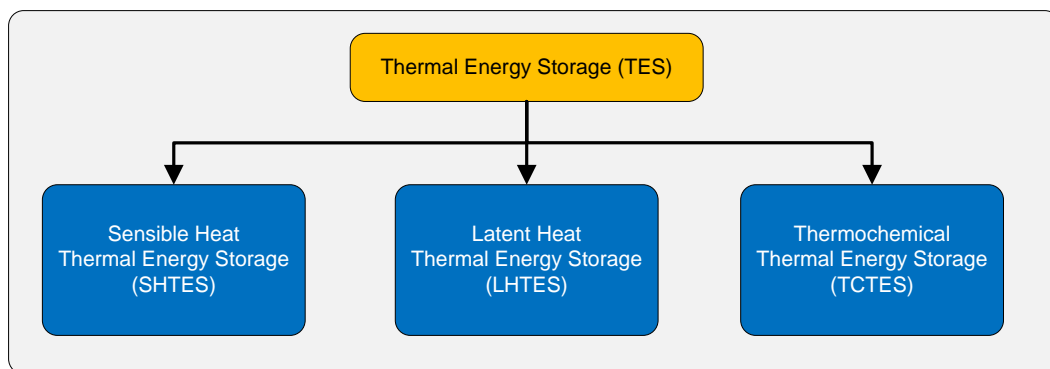 Thermal Energy Storage (TES)
Sensible Heat
Thermal Energy Storage
(SHTES)
Latent Heat
Thermal Energy Storage
(LHTES)
Thermochemical
Thermal Energy Storage
(TCTES)